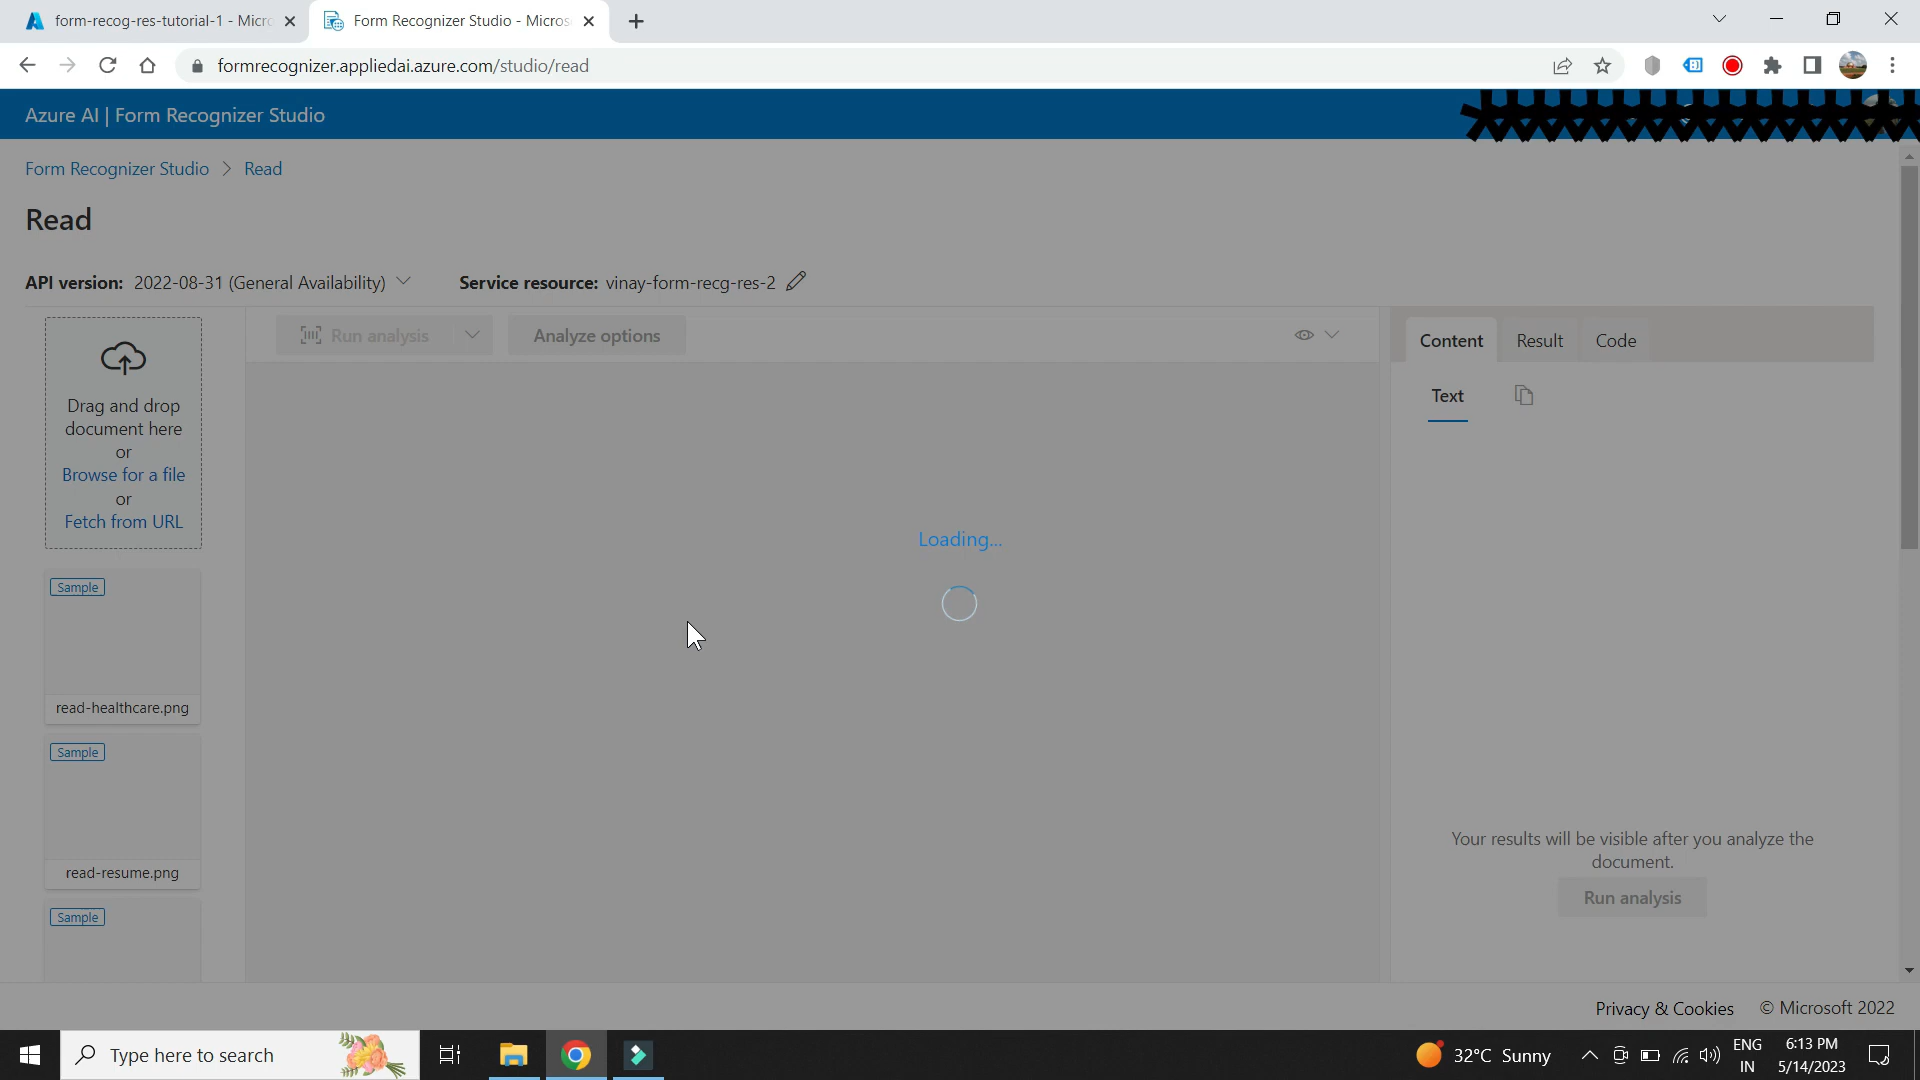 form-recog-res-tutorial-1 - Micro
Form Recognizer Studio - Micros
formrecognizer.appliedai.azure.com/studio/read
Azure AI | Form Recognizer Studio
Form Recognizer Studio > Read
Read
API version: 2022-08-31 (General Availability)
Service resource: vinay-form-recg-res-2
Drag and drop
document here
or
Browse for a file
or
Fetch from URL
Sample
read-healthcare.png
Sample
read-resume.png
Sample
Run analysis
Analyze options
Loading...
Content
Result
Code
Text
Your results will be visible after you analyze the
document.
Run analysis
Privacy & Cookies
© Microsoft 2022
Type here to search
32°C Sunny
ENG
IN
6:13 PM
5/14/2023